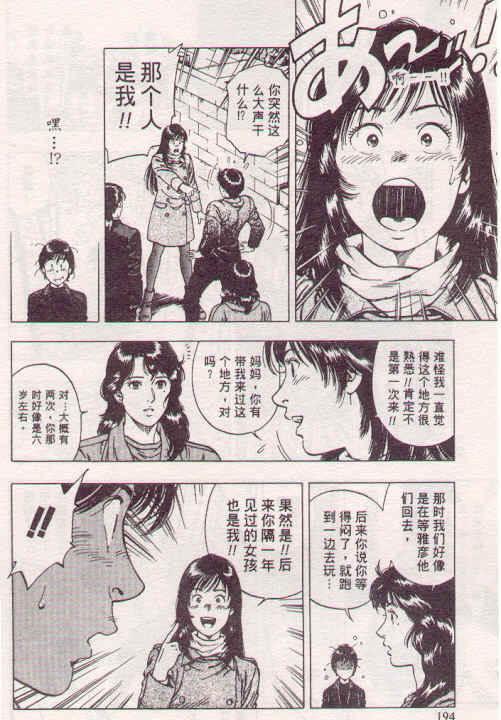 あ～～!!
啊－－!!
你突然这
么大声干
什么!?
那个人
是我!!
嘿…!?
难怪我一直觉
得这个地方很
熟悉!!肯定不
是第一次来!!
妈妈，你有
带我来过这
个地方，对
吗？
对…大概有
两次，你那
时好像是六
岁左右。
那时我们好像
是在等雅彦他
们回去，
后来你说你等
得闷了，就跑
到一边去玩…
果然是!!后
来你隔一年
见过的女孩
也是我!!
!!
194